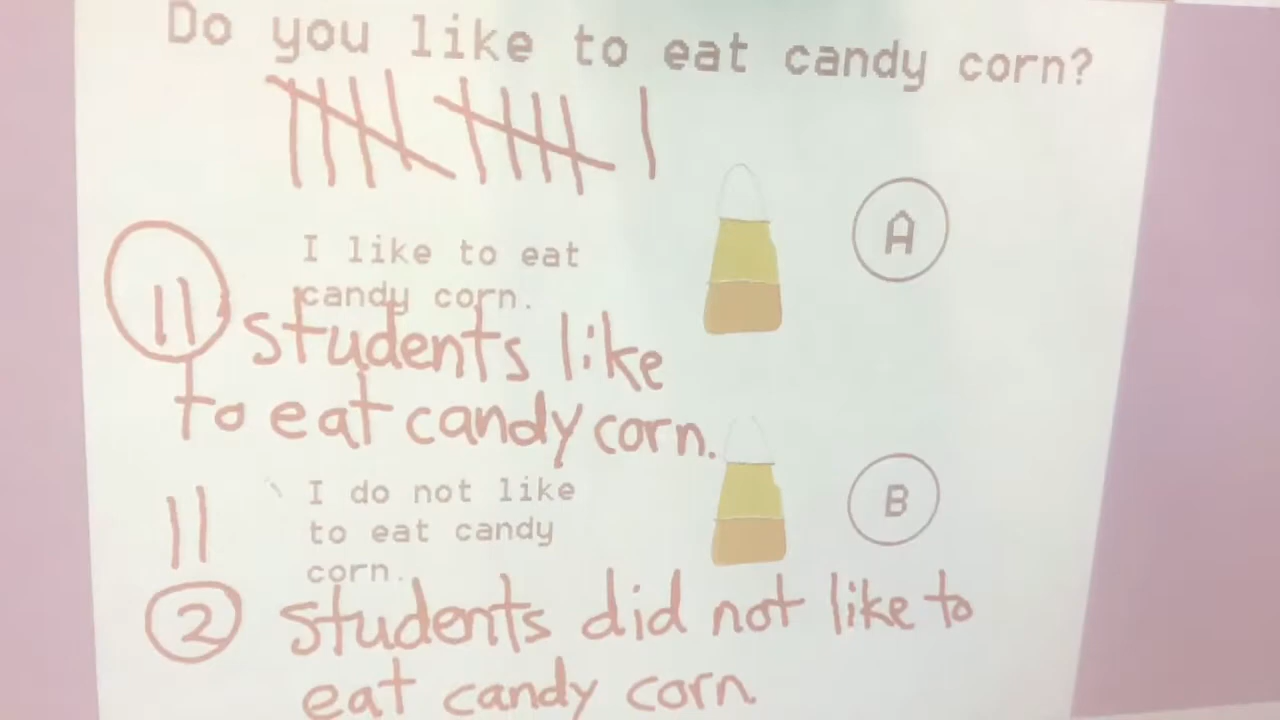 Do you like to eat candy corn?
I like to eat
candy corn.
A
11 students like
to eat candy corn.
I do not like
to eat candy
corn.
B
2 students did not like to
eat candy corn.